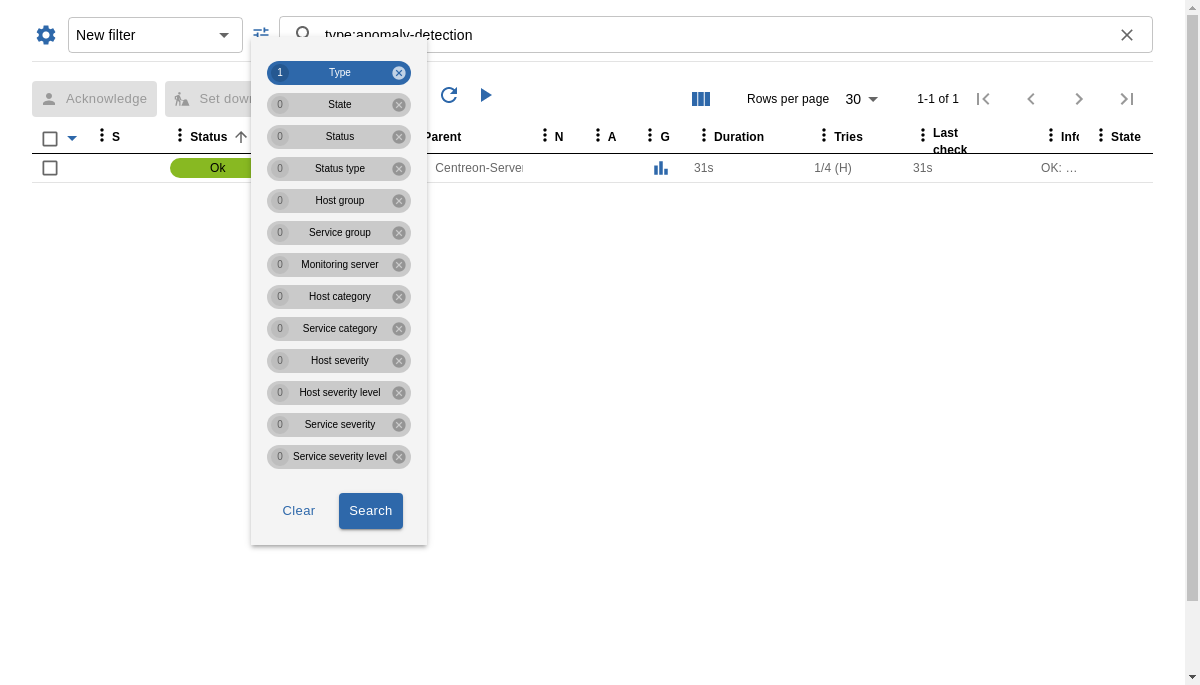 New filter
type:anomaly-detection
Acknowledge
Set down
Rows per page
30
1-1 of 1
S
Status
Parent
N
A
G
Duration
Tries
Last
check
Info
State
Ok
Centreon-Server
31s
1/4 (H)
31s
OK: ...
1 Type
0 State
0 Status
0 Status type
0 Host group
0 Service group
0 Monitoring server
0 Host category
0 Service category
0 Host severity
0 Host severity level
0 Service severity
0 Service severity level
Clear
Search